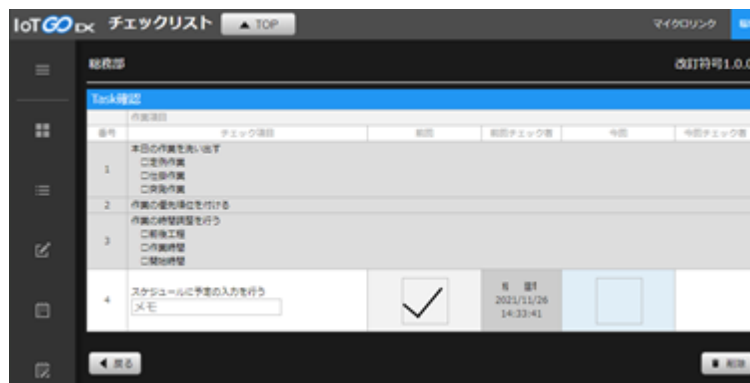 IoT GO DX チェックリスト ▲ TOP マイクロリンク
総務部 改訂符号1.0.0
Task確認
作業項目
番号 チェック項目 前回 前回チェック者 今回 今回チェック者
1 本日の作業を洗い出す
□定例作業
□仕掛作業
□突発作業
2 作業の優先順位を付ける
3 作業の時間調整を行う
□前後工程
□作業時間
□開始時間
4 スケジュールに予定の入力を行う
メモ
2021/11/26
14:33:41
◀ 戻る 削除